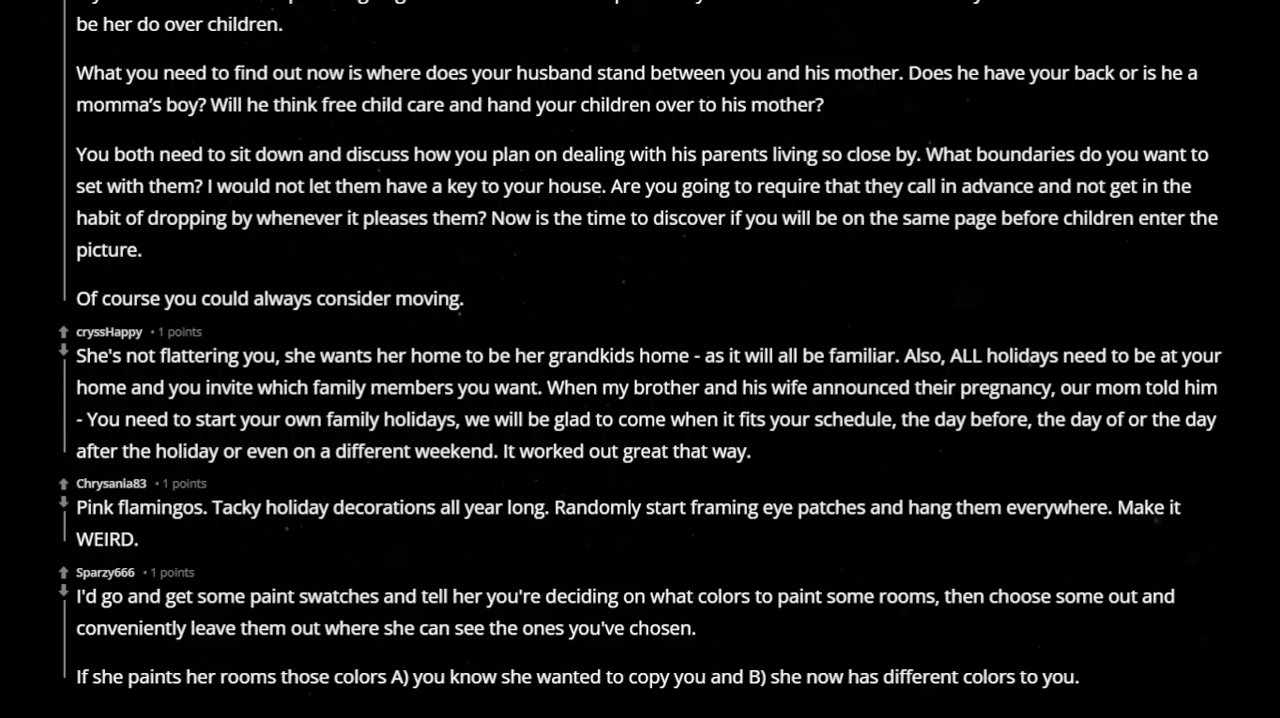 be her do over children.
What you need to find out now is where does your husband stand between you and his mother. Does he have your back or is he a
momma's boy? Will he think free child care and hand your children over to his mother?
You both need to sit down and discuss how you plan on dealing with his parents living so close by. What boundaries do you want to
set with them? I would not let them have a key to your house. Are you going to require that they call in advance and not get in the
habit of dropping by whenever it pleases them? Now is the time to discover if you will be on the same page before children enter the
picture.
Of course you could always consider moving.
cryssHappy • 1 points
She's not flattering you, she wants her home to be her grandkids home - as it will all be familiar. Also, ALL holidays need to be at your
home and you invite which family members you want. When my brother and his wife announced their pregnancy, our mom told him
- You need to start your own family holidays, we will be glad to come when it fits your schedule, the day before, the day of or the day
after the holiday or even on a different weekend. It worked out great that way.
Chrysania83 • 1 points
Pink flamingos. Tacky holiday decorations all year long. Randomly start framing eye patches and hang them everywhere. Make it
WEIRD.
Sparzy666 • 1 points
I'd go and get some paint swatches and tell her you're deciding on what colors to paint some rooms, then choose some out and
conveniently leave them out where she can see the ones you've chosen.
If she paints her rooms those colors A) you know she wanted to copy you and B) she now has different colors to you.